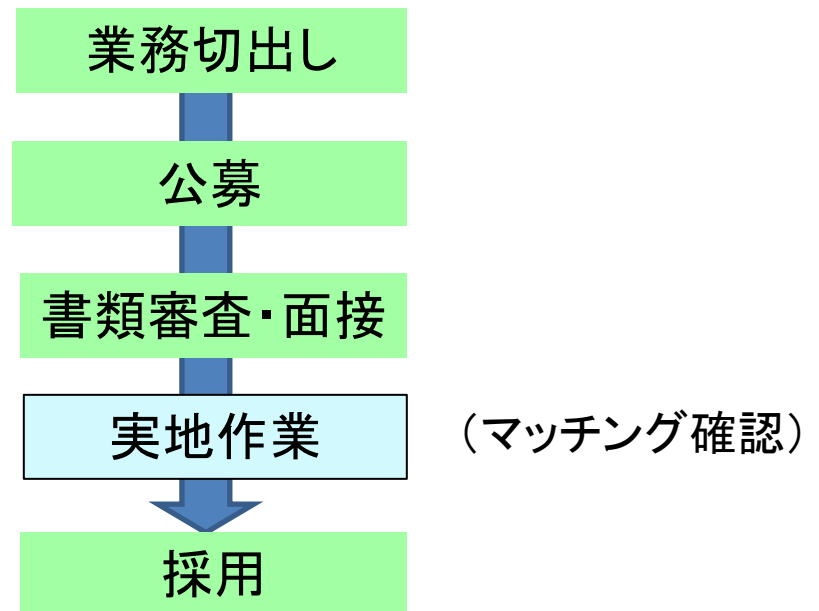 業務切出し
公募
書類審査・面接
実地作業
（マッチング確認）
採用